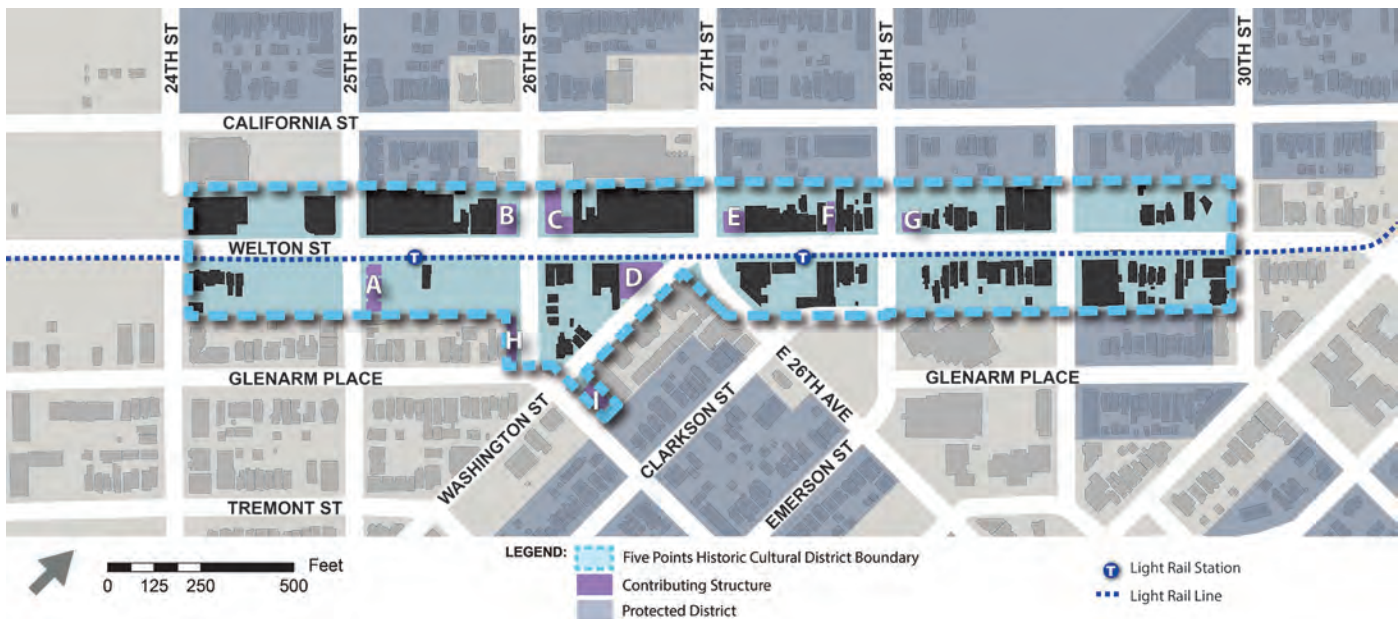 24TH ST
25TH ST
26TH ST
27TH ST
28TH ST
30TH ST
CALIFORNIA ST
B
C
E
F
G
WELTON ST
T
T
A
D
H
GLENARM PLACE
GLENARM PLACE
I
E 26TH AVE
WASHINGTON ST
CLARKSON ST
EMERSON ST
TREMONT ST
LEGEND:
Five Points Historic Cultural District Boundary
Contributing Structure
Protected District
T Light Rail Station
Light Rail Line
Feet
0 125 250 500